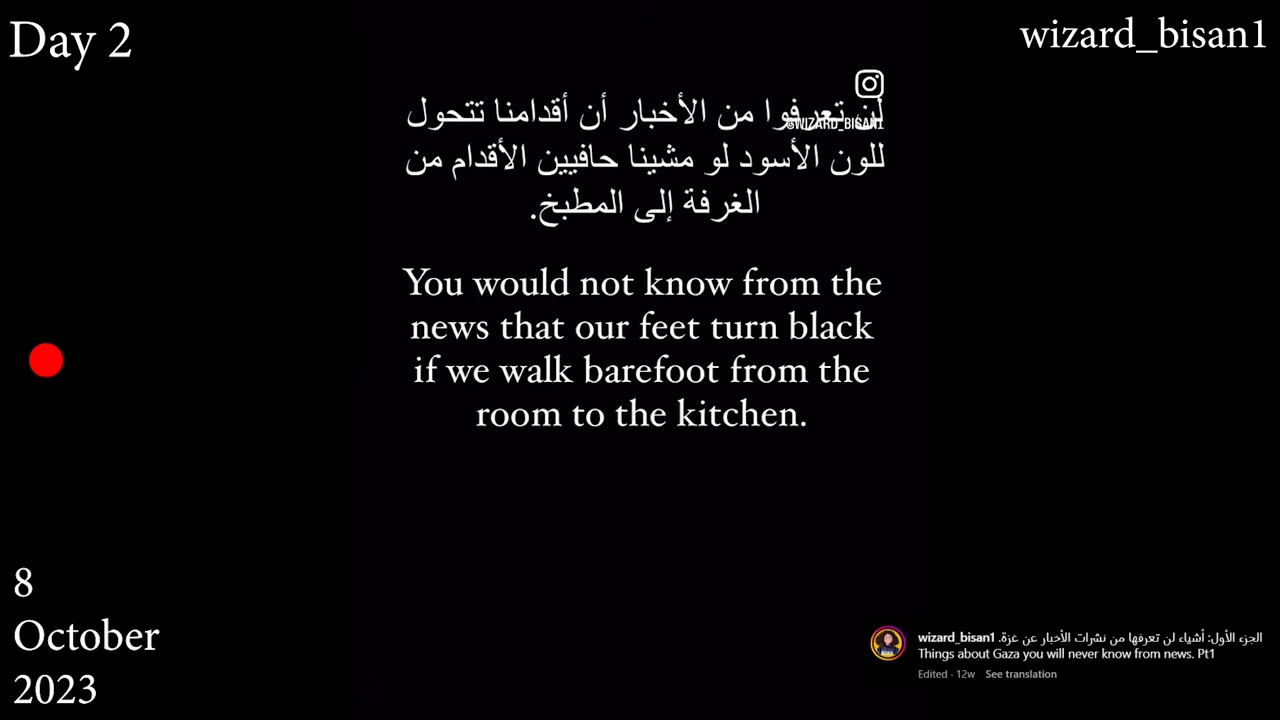 Day 2
wizard_bisan1
لن تعرفوا من الأخبار أن أقدامنا تتحول
@WIZARD_BISAN1
للون الأسود لو مشينا حافيين الأقدام من
الغرفة إلى المطبخ.
You would not know from the
news that our feet turn black
if we walk barefoot from the
room to the kitchen.
8
October
2023
wizard_bisan1 الجزء الأول: أشياء لن تعرفها من نشرات الأخبار عن غزة.
Things about Gaza you will never know from news. Pt1
Edited · 12w See translation